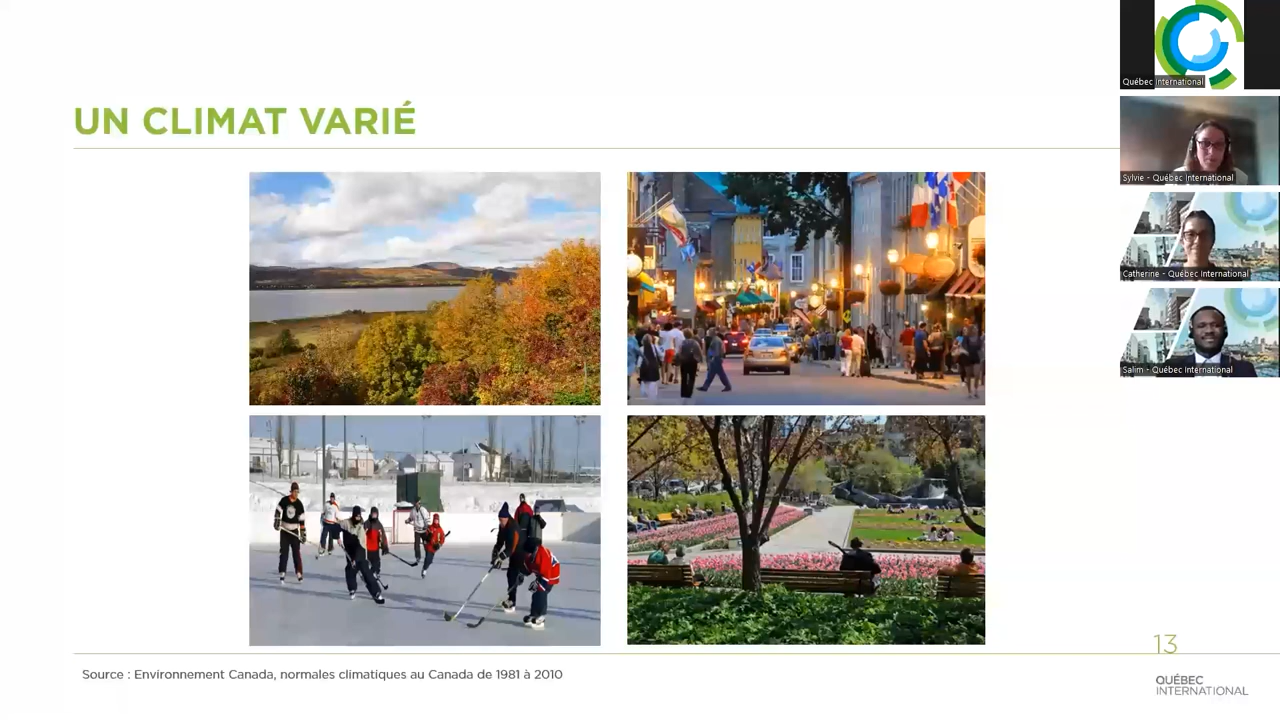 UN CLIMAT VARIÉ
Québec International
Sylvie - Québec International
Catherine - Québec International
Salim - Québec International
13
Source : Environnement Canada, normales climatiques au Canada de 1981 à 2010
QUÉBEC
INTERNATIONAL